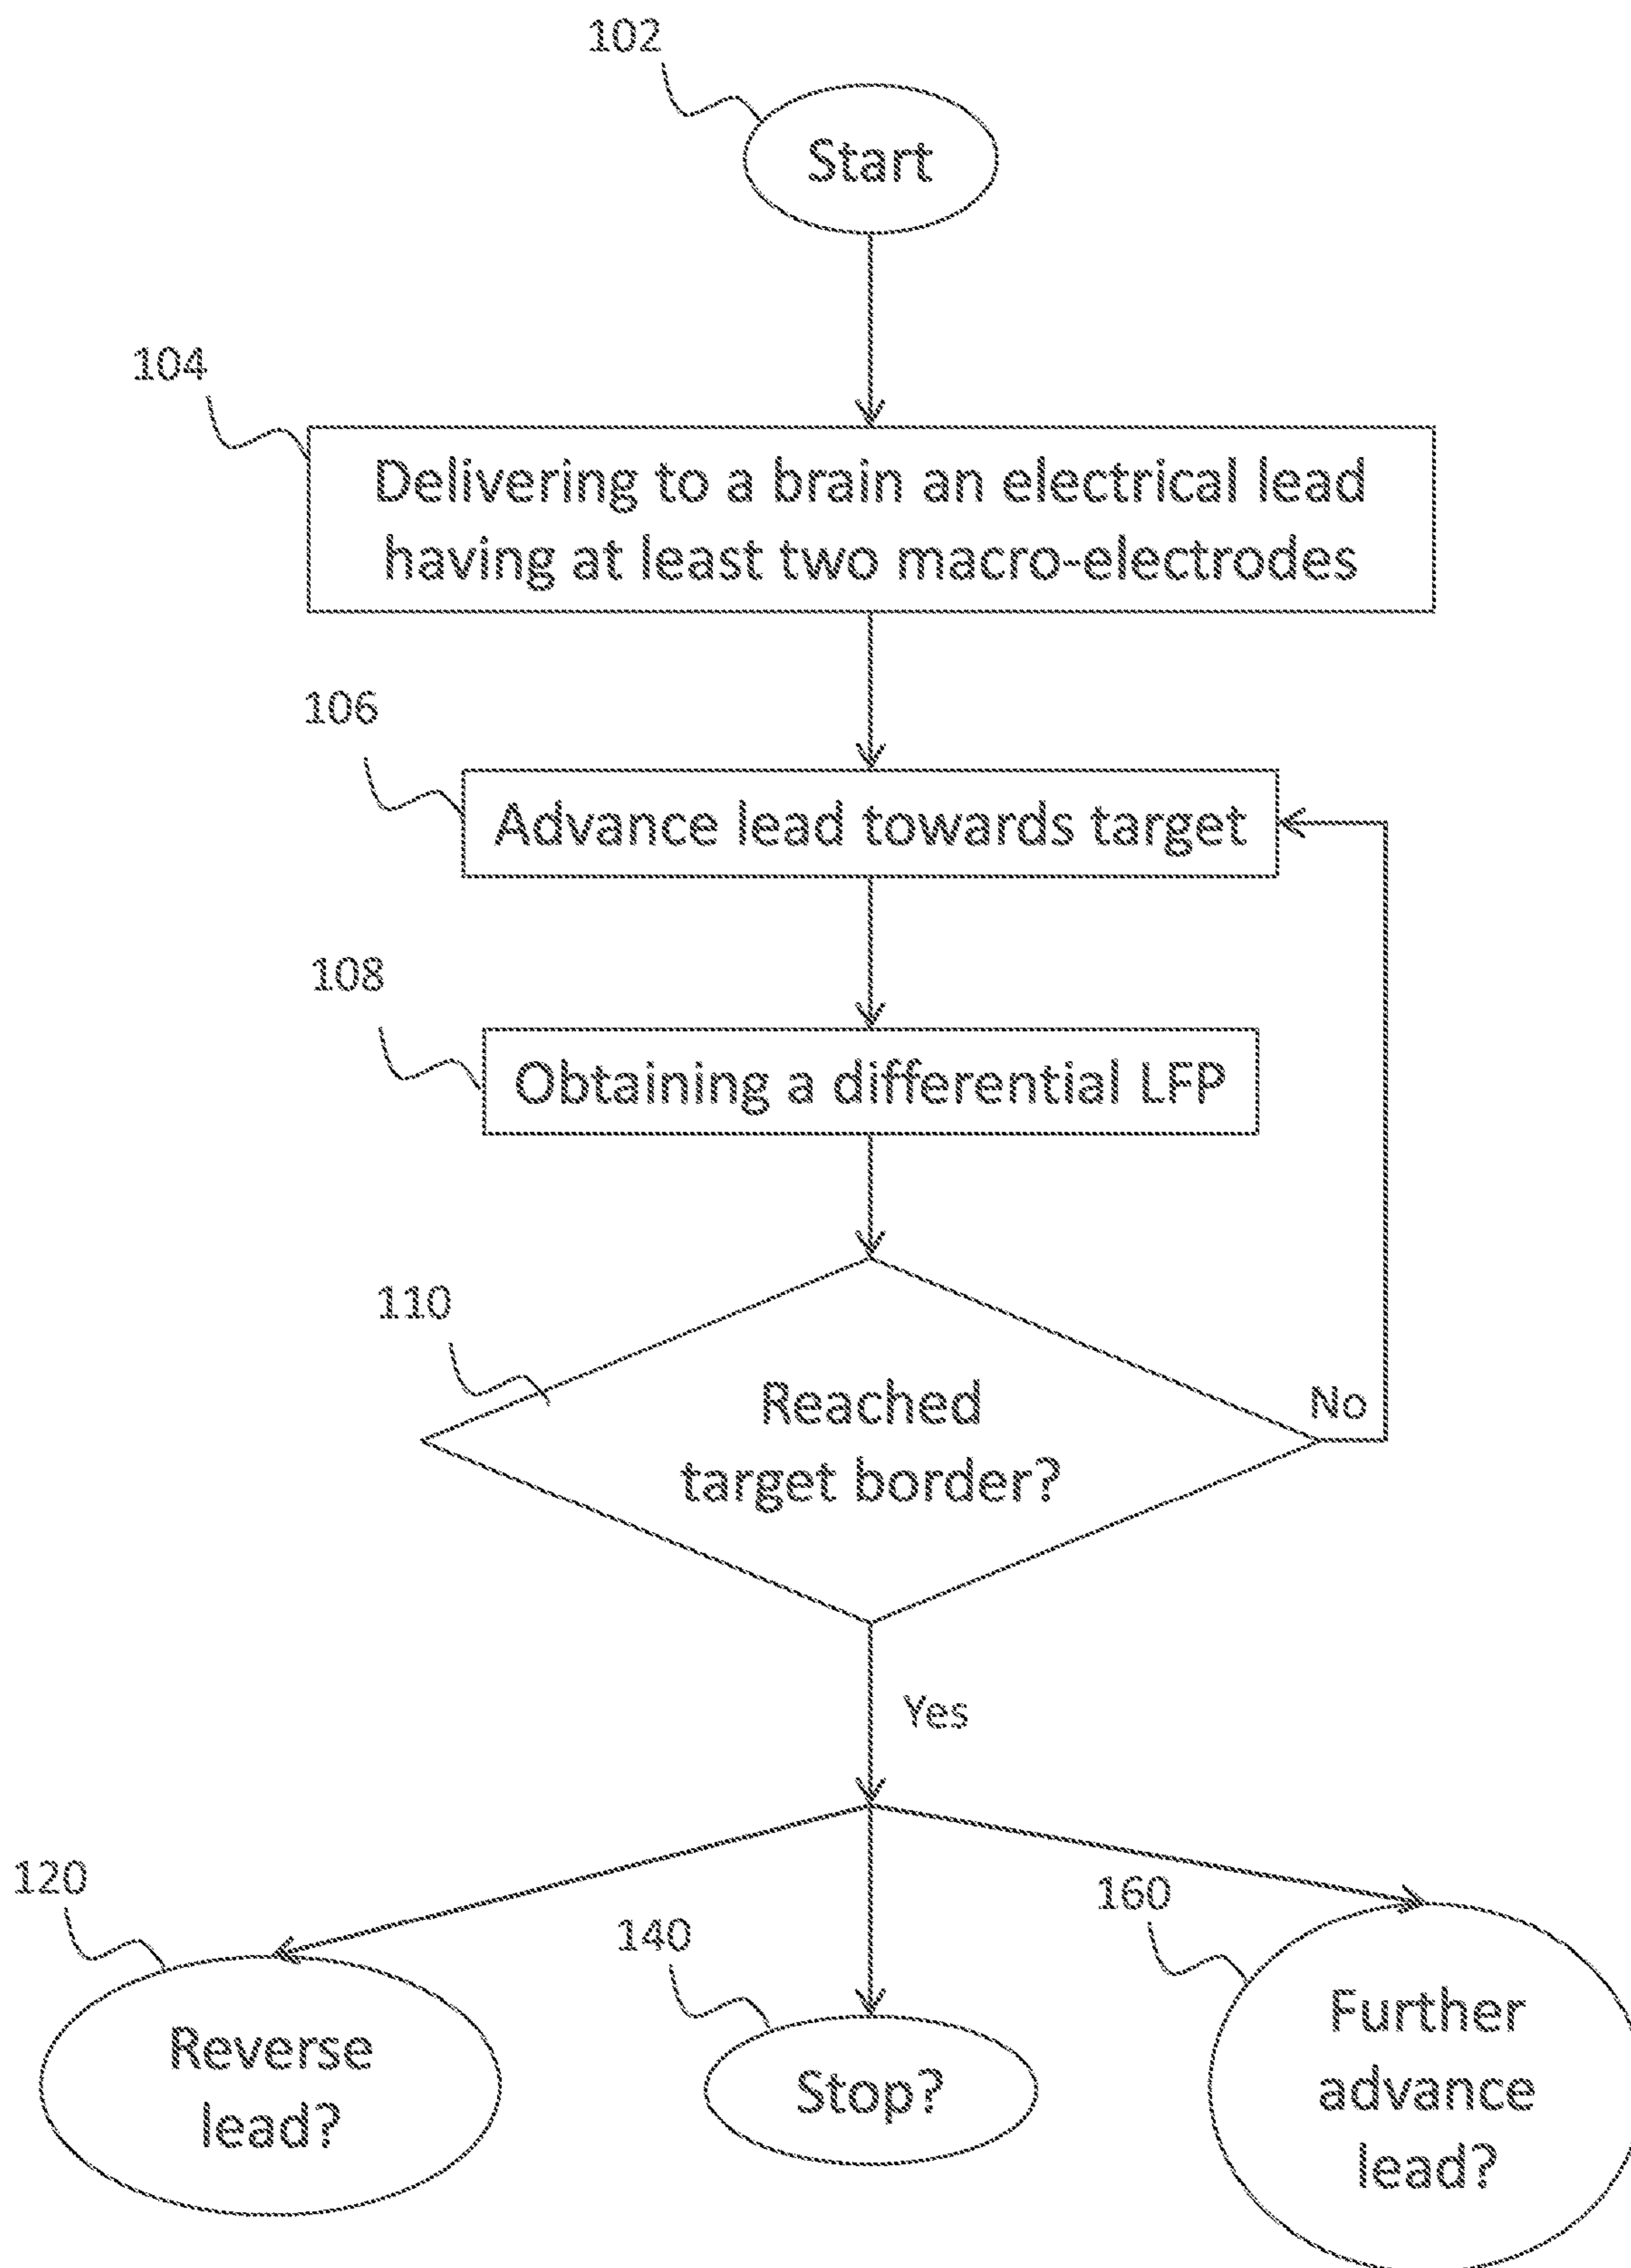 102
Start
104
Delivering to a brain an electrical lead
having at least two macro-electrodes
106
Advance lead towards target
108
Obtaining a differential LFP
110
Reached
target border?
No
Yes
120
Reverse
lead?
140
Stop?
160
Further
advance
lead?